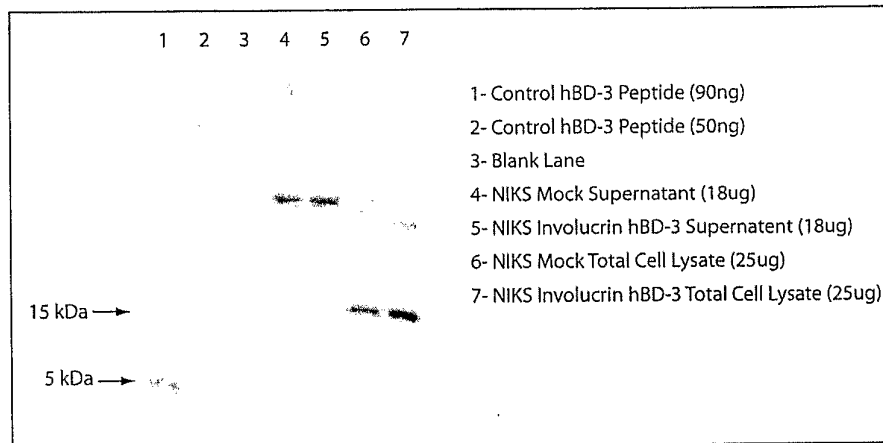 1 2 3 4 5 6 7
1- Control hBD-3 Peptide (90ng)
2- Control hBD-3 Peptide (50ng)
3- Blank Lane
4- NIKS Mock Supernatant (18ug)
5- NIKS Involucrin hBD-3 Supernatent (18ug)
6- NIKS Mock Total Cell Lysate (25ug)
7- NIKS Involucrin hBD-3 Total Cell Lysate (25ug)
15 kDa
5 kDa